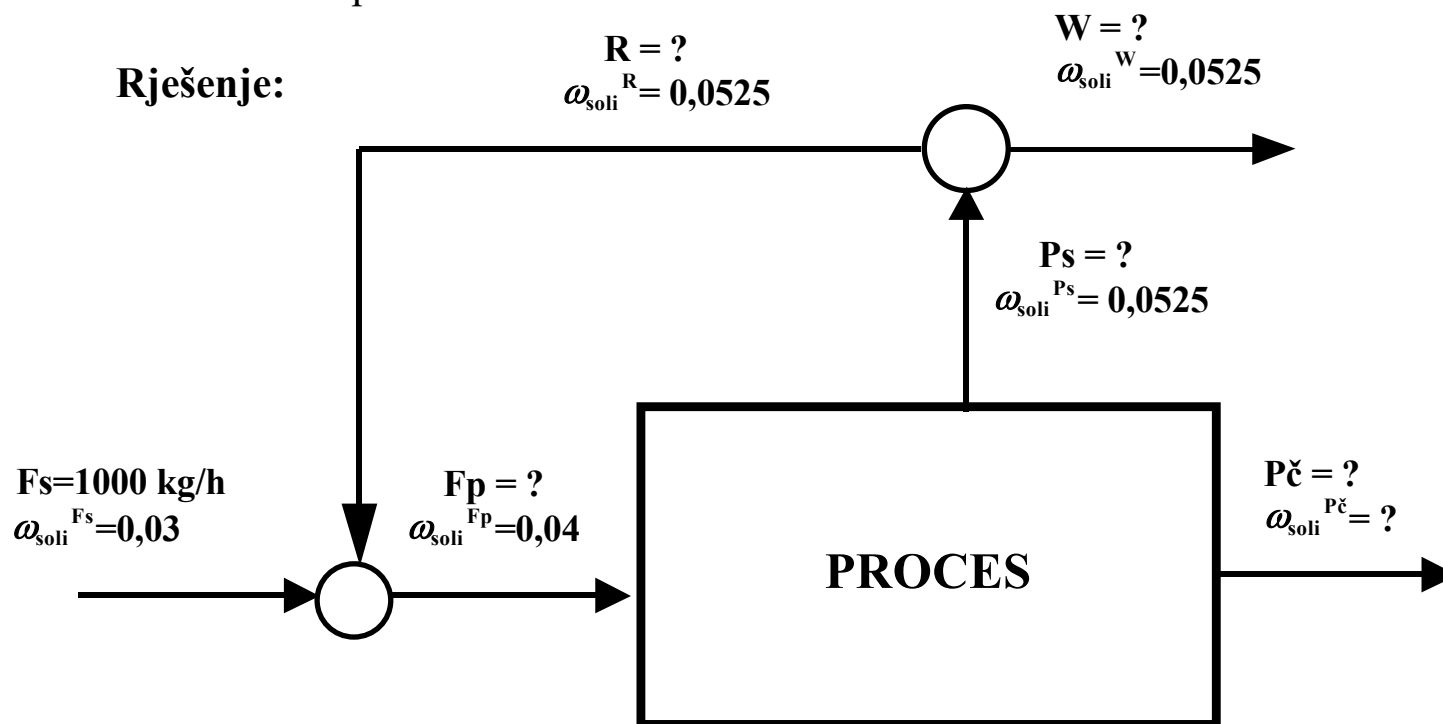 R = ?
W = ?
ω_soli^W =0,0525
Rješenje:
ω_soli^R = 0,0525
Ps = ?
ω_soli^Ps = 0,0525
Fs=1000 kg/h
ω_soli^Fs =0,03
Fp = ?
ω_soli^Fp =0,04
Pč = ?
ω_soli^Pč = ?
PROCES